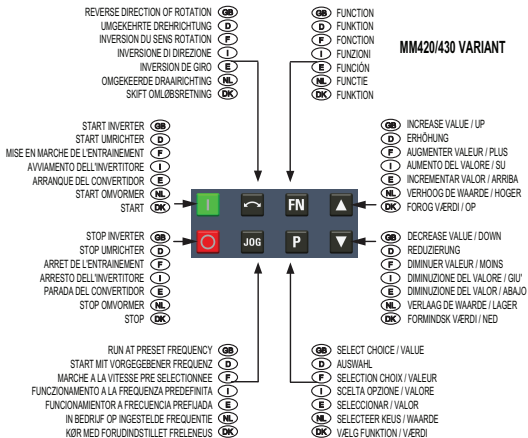 REVERSE DIRECTION OF ROTATION GB
UMGEKEHRTE DREHRICHTUNG D
INVERSION DU SENS ROTATION F
INVERSIONE DI DIREZIONE I
INVERSION DE GIRO E
OMGEKEERDE DRAAIRICHTING NL
SKIFT OMLØBSRETNING DK
GB FUNCTION
D FUNKTION
F FONCTION
I FUNZIONI
E FUNCIÓN
NL FUNCTIE
DK FUNKTION
MM420/430 VARIANT
START INVERTER GB
START UMRICHTER D
MISE EN MARCHE DE L'ENTRAINEMENT F
AVVIAMENTO DELL'INVERTITORE I
ARRANQUE DEL CONVERTIDOR E
START OMVORMER NL
START DK
GB INCREASE VALUE / UP
D ERHÖHUNG
F AUGMENTER VALEUR / PLUS
I AUMENTO DEL VALORE / SU
E INCREMENTAR VALOR / ARRIBA
NL VERHOOG DE WAARDE / HOGER
DK FOROG VÆRDI / OP
I FN
JOG P
STOP INVERTER GB
STOP UMRICHTER D
ARRET DE L'ENTRAINEMENT F
ARRESTO DELL'INVERTITORE I
PARADA DEL CONVERTIDOR E
STOP OMVORMER NL
STOP DK
GB DECREASE VALUE / DOWN
D REDUZIERUNG
F DIMINUER VALEUR / MOINS
I DIMINUZIONE DEL VALORE / GIU'
E DIMINUZIONE DEL VALOR / ABAJO
NL VERLAAG DE WAARDE / LAGER
DK FORMINDSK VÆRDI / NED
RUN AT PRESET FREQUENCY GB
START MIT VORGEGEBENER FREQUENZ D
MARCHE A LA VITESSE PRE SELECTIONNEE F
FUNCZIONAMENTO A LA FREQUENZA PREDEFINITA I
FUNCIONAMIENTOR A FRECUENCIA PREFIJADA E
IN BEDRIJF OP INGESTELDE FREQUENTIE NL
KØR MED FORUDINDSTILLET FRELENEUS DK
GB SELECT CHOICE / VALUE
D AUSWAHL
F SELECTION CHOIX / VALEUR
I SCELTA OPZIONE / VALORE
E SELECCIONAR / VALOR
NL SELECTEER KEUS / WAARDE
DK VÆLG FUNKTION / VÆRDI